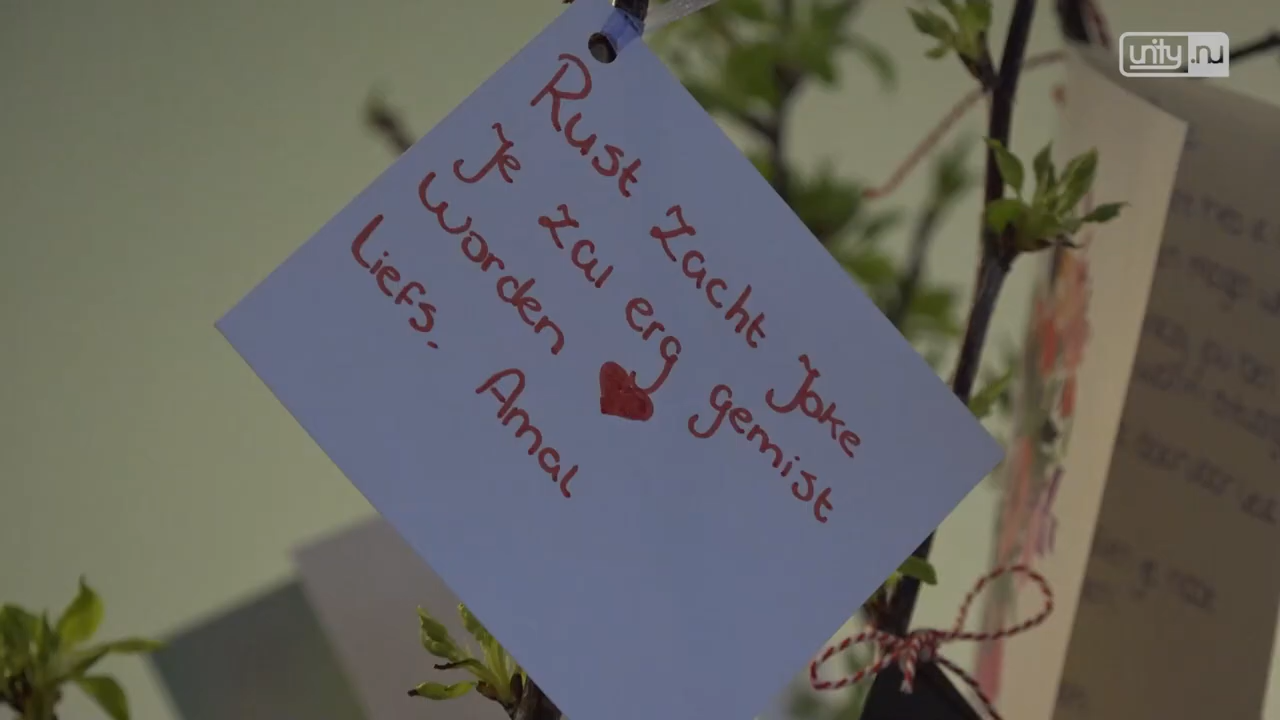 unity.nu
Rust Zacht Joke
Je zal erg gemist
worden ♥
Liefs,
Amal